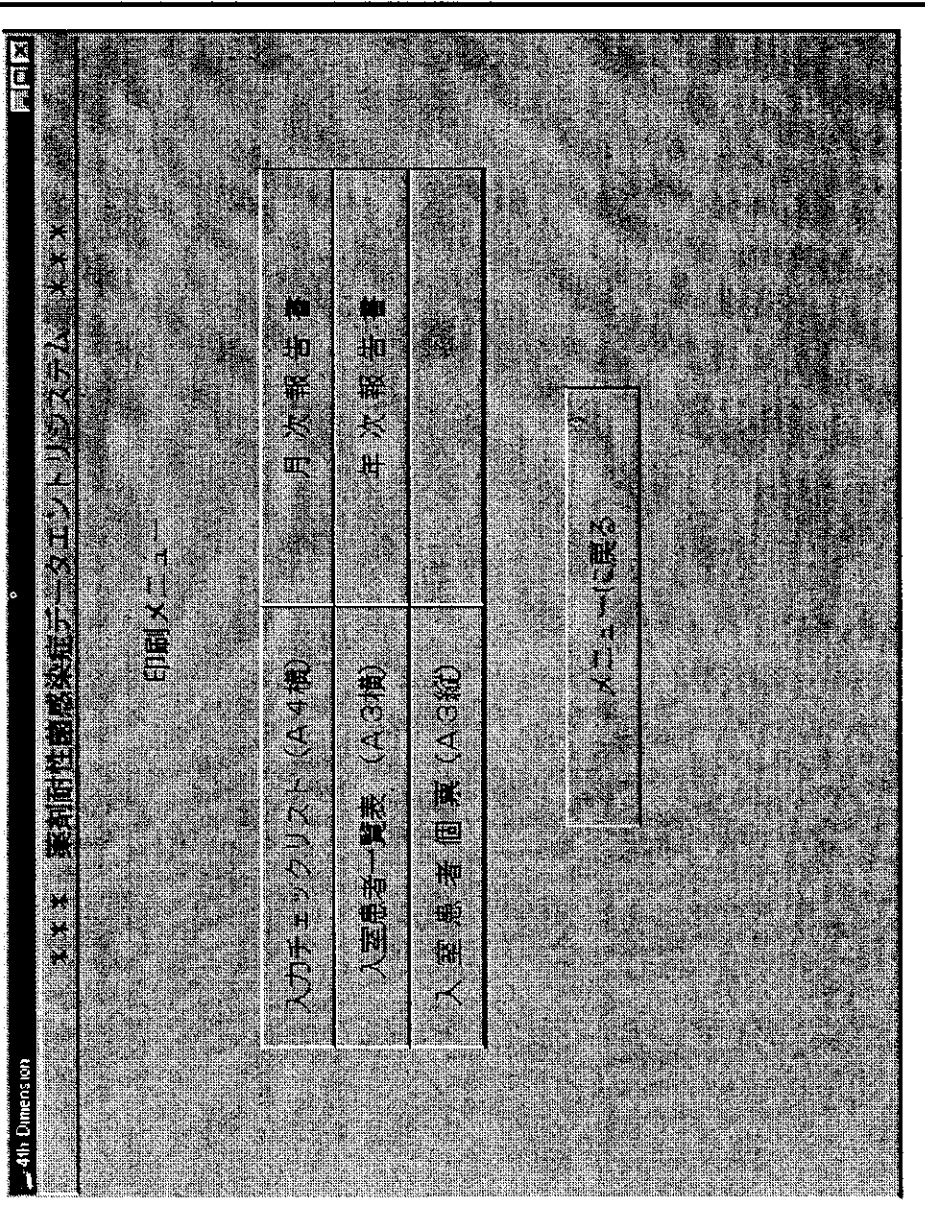 4th Dimension
*** 薬剤耐性菌感染症データエントリシステム ***
印刷メニュー
入力チェックリスト(A4横) 月次報告書
入室患者一覧表 (A3横) 年次報告書
入室患者個票(A3縦)
メニューに戻る